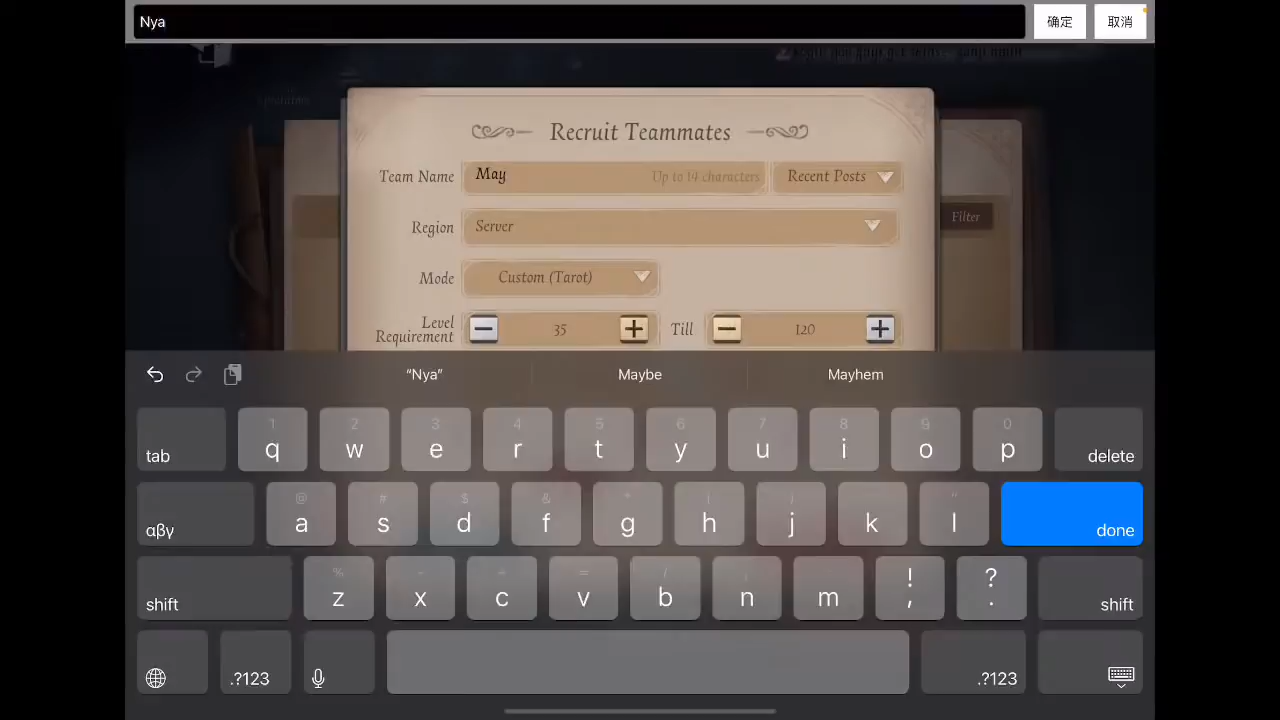 Nya
确定
取消
Recruit Teammates
Team Name
May
Up to 14 characters
Recent Posts
Region
Server
Filter
Mode
Custom (Tarot)
Level
Requirement
35
Till
120
“Nya”
Maybe
Mayhem
1 2 3 4 5 6 7 8 9 0
tab q w e r t y u i o p delete
@ # $ & * ( ) ' "
αβγ a s d f g h j k l done
% - + = / ; : ! ?
shift z x c v b n m , . shift
.?123 .?123